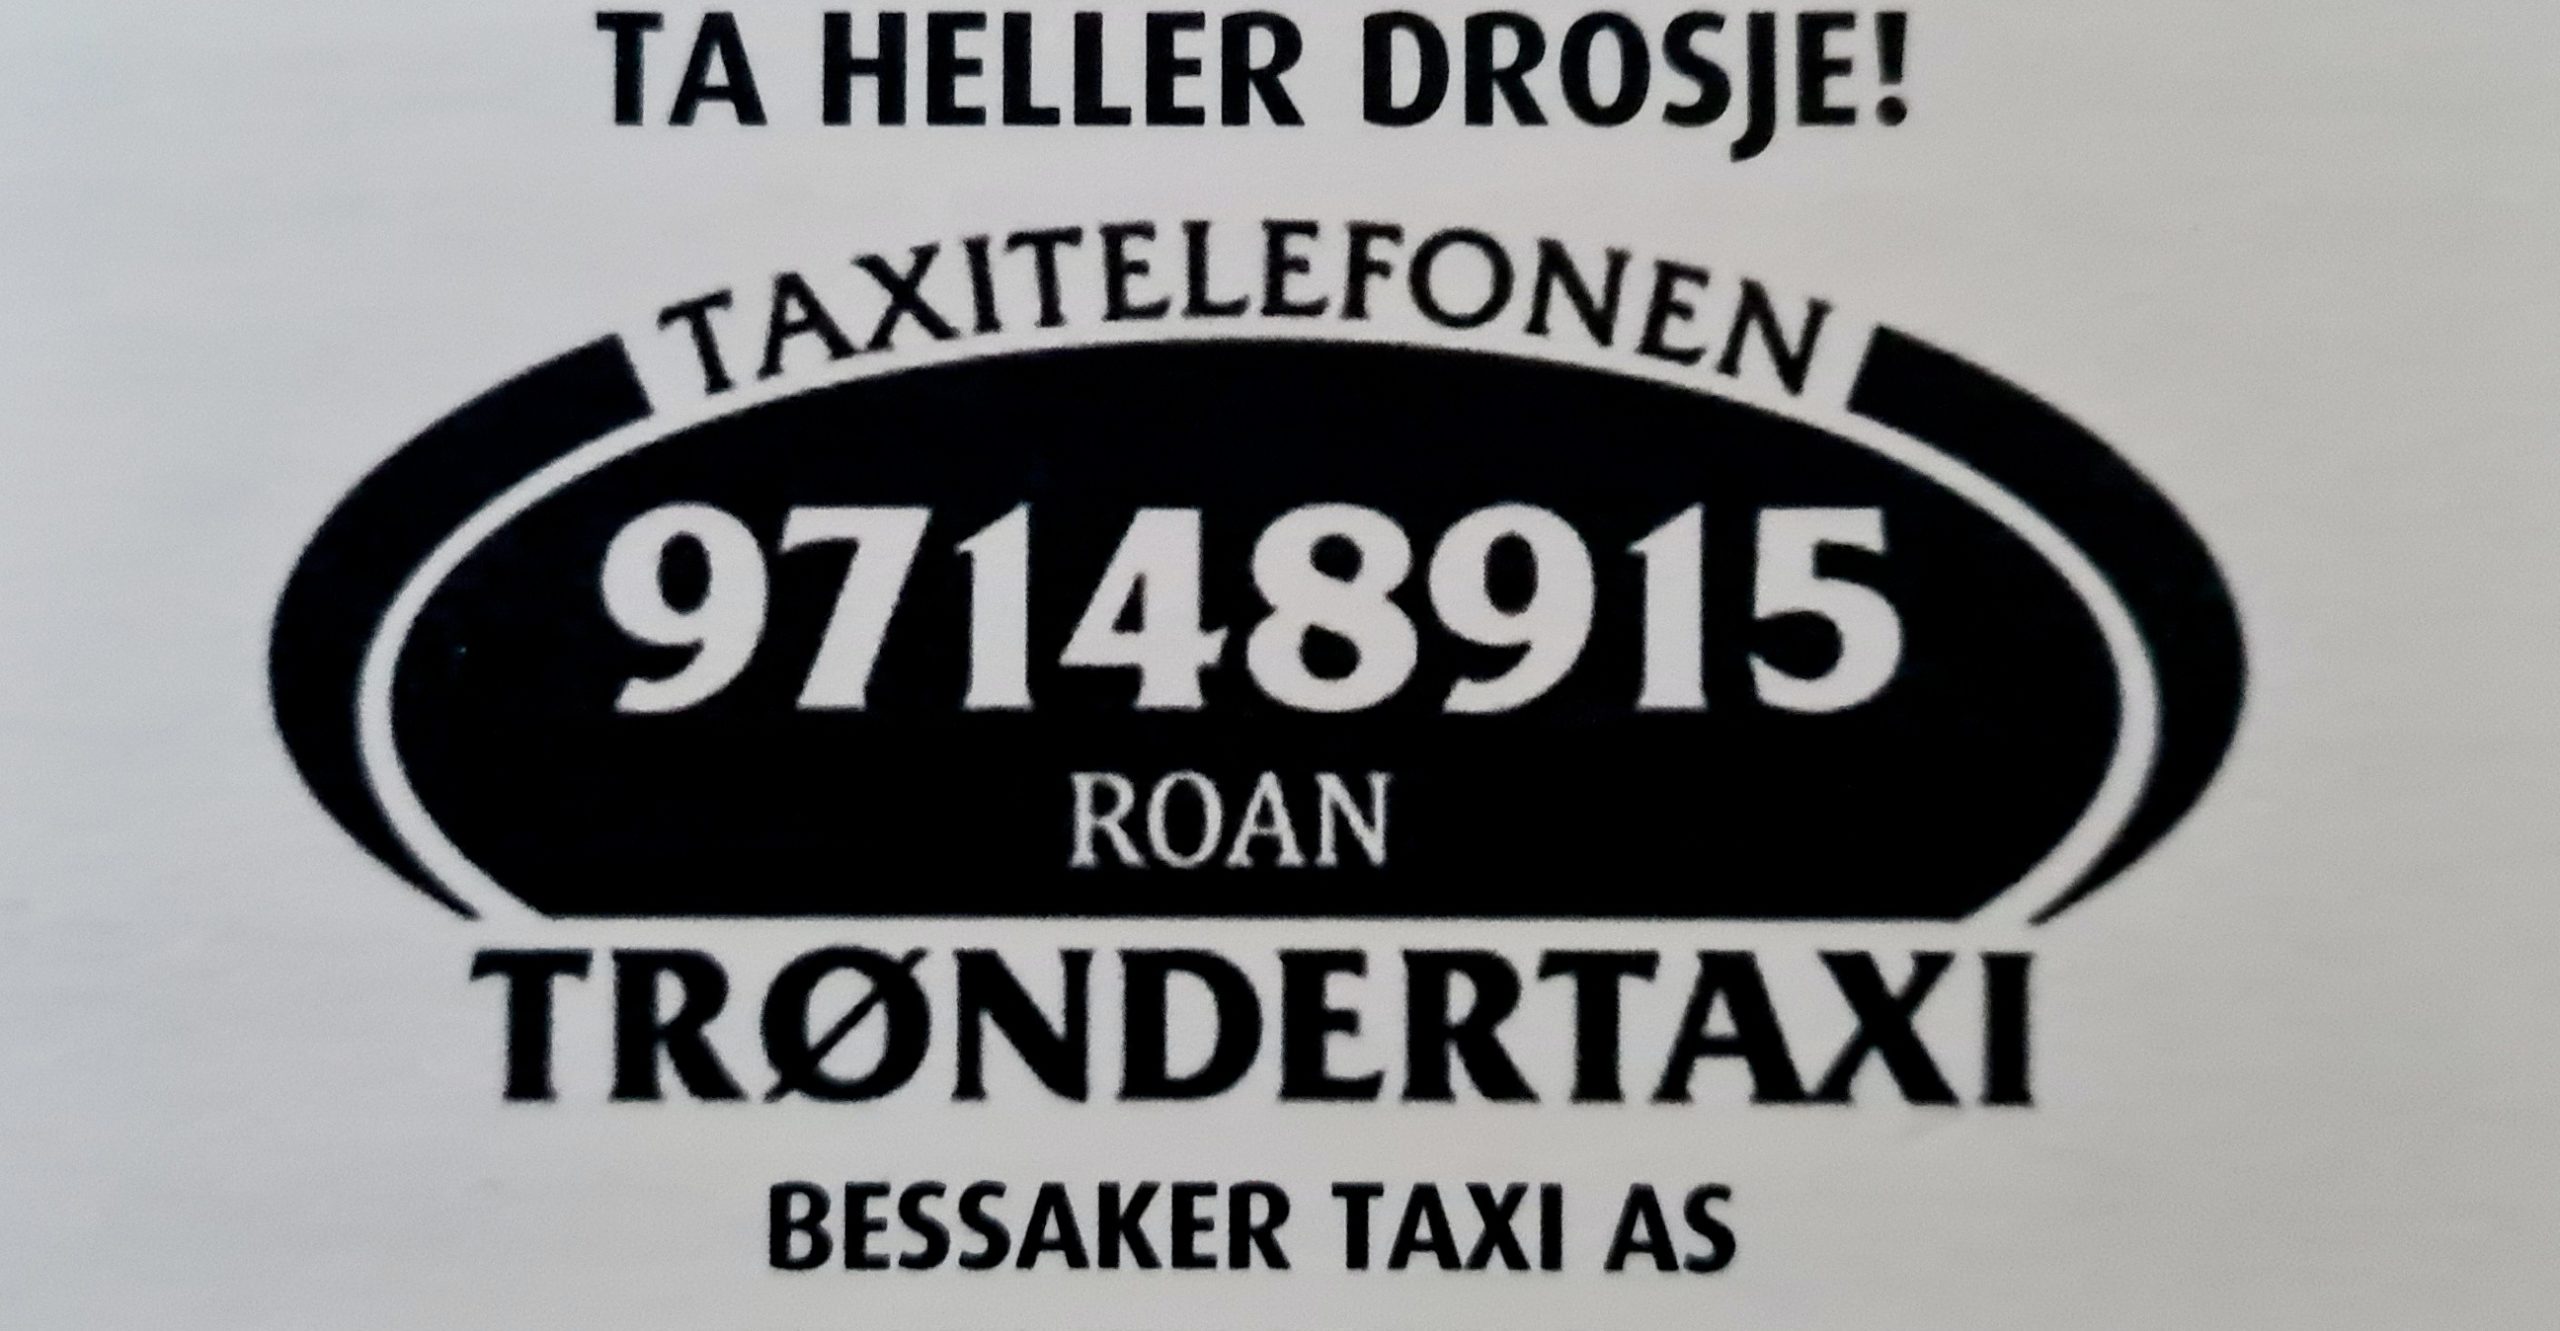 TA HELLER DROSJE!
TAXITELEFONEN
97148915
ROAN
TRØNDERTAXI
BESSAKER TAXI AS